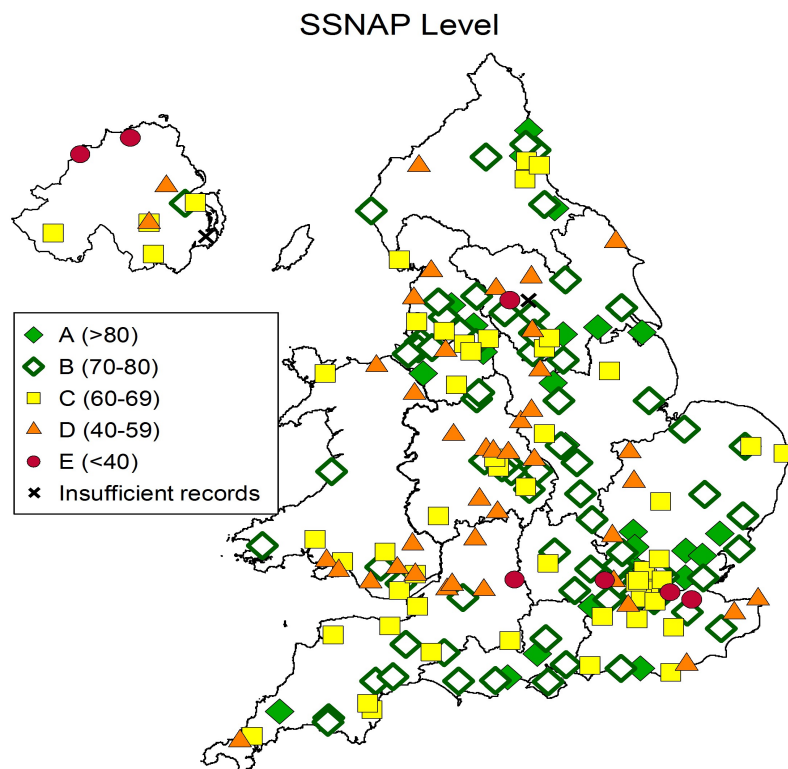 SSNAP Level
A (>80)
B (70-80)
C (60-69)
D (40-59)
E (<40)
Insufficient records